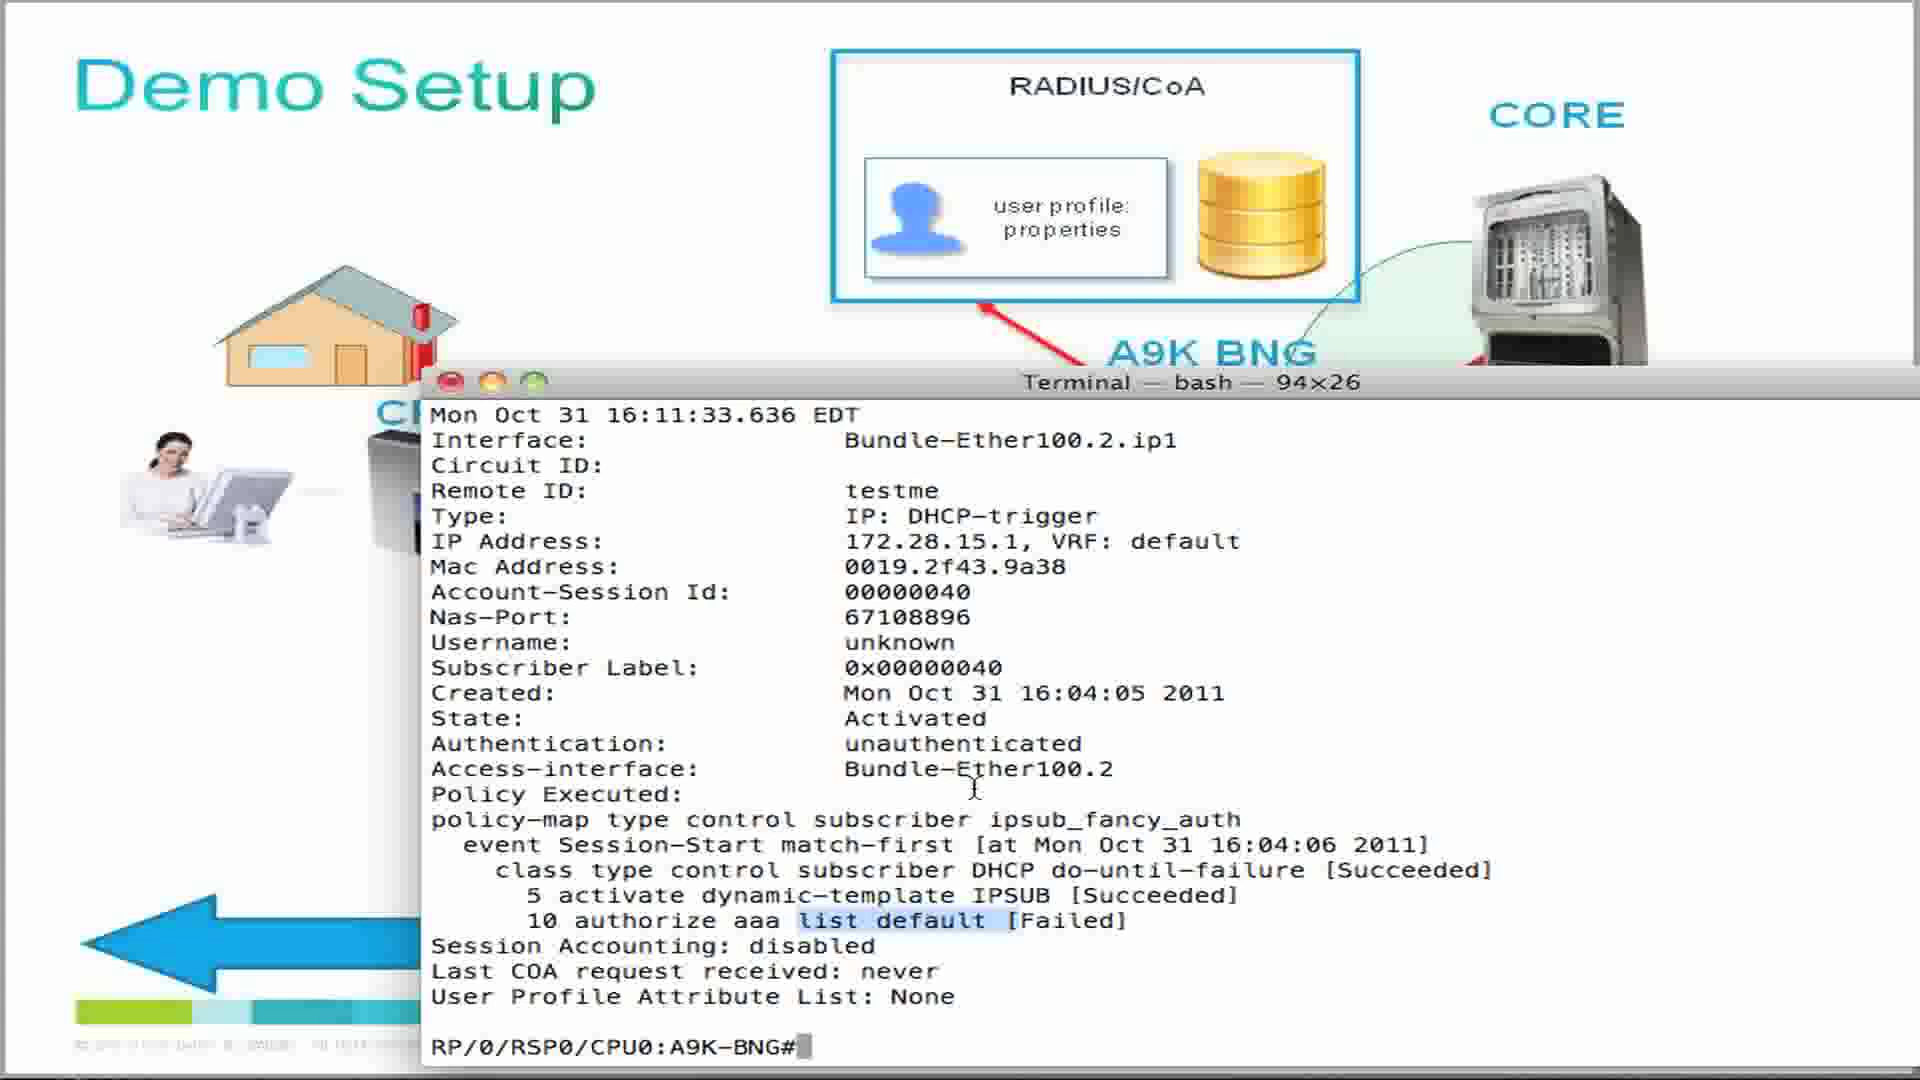 Demo Setup
RADIUS/CoA
CORE
user profile:
properties
A9K BNG
Terminal — bash — 94×26
Mon Oct 31 16:11:33.636 EDT
Interface: Bundle-Ether100.2.ip1
Circuit ID:
Remote ID: testme
Type: IP: DHCP-trigger
IP Address: 172.28.15.1, VRF: default
Mac Address: 0019.2f43.9a38
Account-Session Id: 00000040
Nas-Port: 67108896
Username: unknown
Subscriber Label: 0x00000040
Created: Mon Oct 31 16:04:05 2011
State: Activated
Authentication: unauthenticated
Access-interface: Bundle-Ether100.2
Policy Executed:
policy-map type control subscriber ipsub_fancy_auth
event Session-Start match-first [at Mon Oct 31 16:04:06 2011]
class type control subscriber DHCP do-until-failure [Succeeded]
5 activate dynamic-template IPSUB [Succeeded]
10 authorize aaa list default [Failed]
Session Accounting: disabled
Last COA request received: never
User Profile Attribute List: None
RP/0/RSP0/CPU0:A9K-BNG#